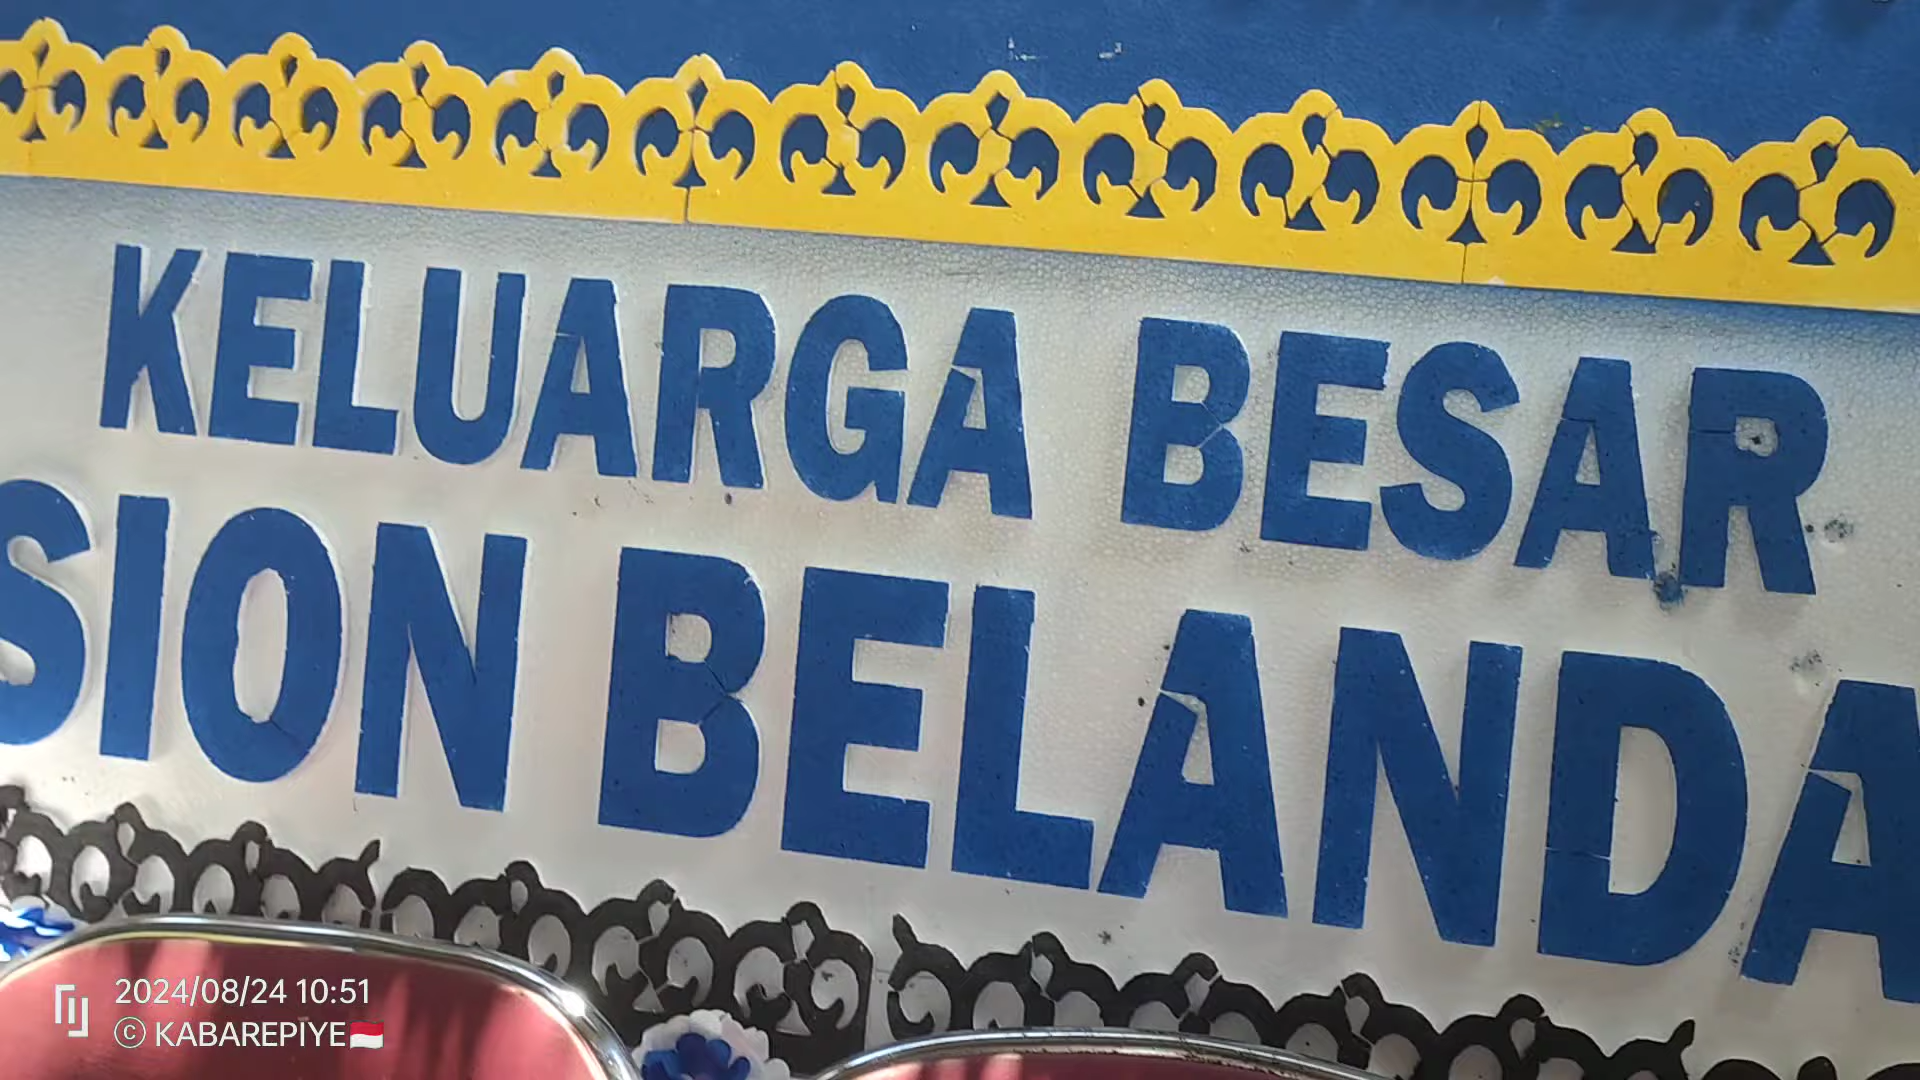 KELUARGA BESAR
SION BELANDA
2024/08/24 10:51
© KABAREPIYE🇮🇩